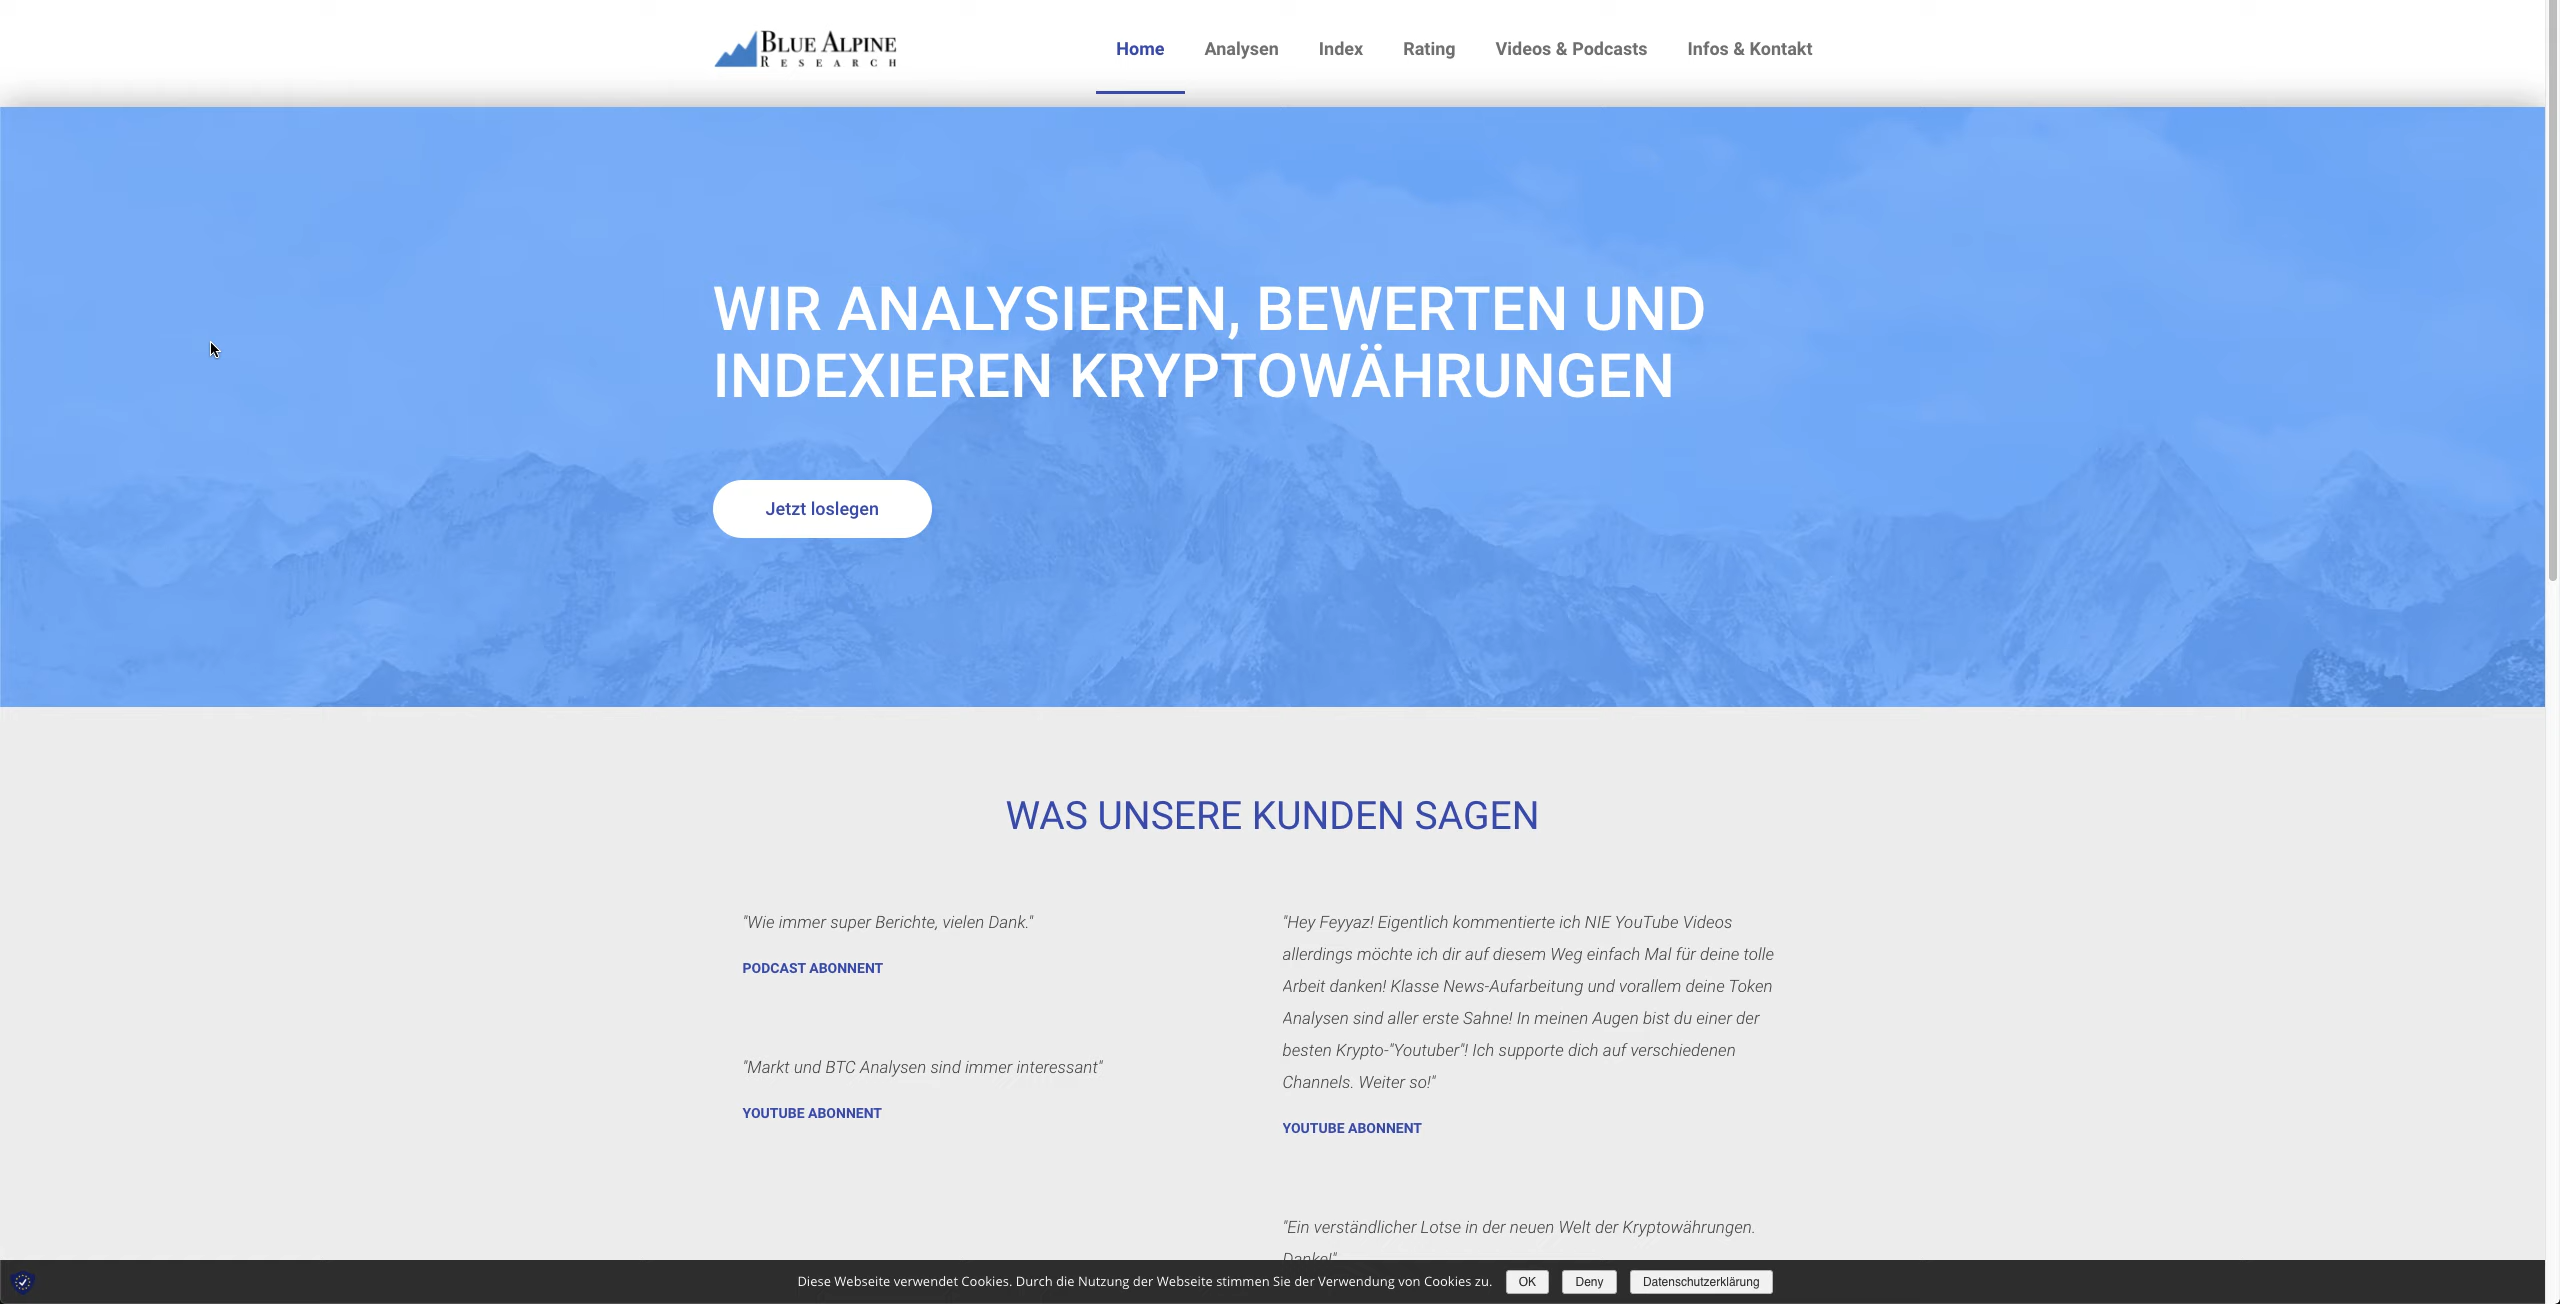 BLUE ALPINE
RESEARCH
Home
Analysen
Index
Rating
Videos & Podcasts
Infos & Kontakt
WIR ANALYSIEREN, BEWERTEN UND
INDEXIEREN KRYPTOWÄHRUNGEN
Jetzt loslegen
WAS UNSERE KUNDEN SAGEN
"Wie immer super Berichte, vielen Dank."
PODCAST ABONNENT
"Markt und BTC Analysen sind immer interessant"
YOUTUBE ABONNENT
"Hey Feyyaz! Eigentlich kommentierte ich NIE YouTube Videos
allerdings möchte ich dir auf diesem Weg einfach Mal für deine tolle
Arbeit danken! Klasse News-Aufarbeitung und vorallem deine Token
Analysen sind aller erste Sahne! In meinen Augen bist du einer der
besten Krypto-"Youtuber"! Ich supporte dich auf verschiedenen
Channels. Weiter so!"
YOUTUBE ABONNENT
"Ein verständlicher Lotse in der neuen Welt der Kryptowährungen.
Danke!"
Diese Webseite verwendet Cookies. Durch die Nutzung der Webseite stimmen Sie der Verwendung von Cookies zu.
OK
Deny
Datenschutzerklärung